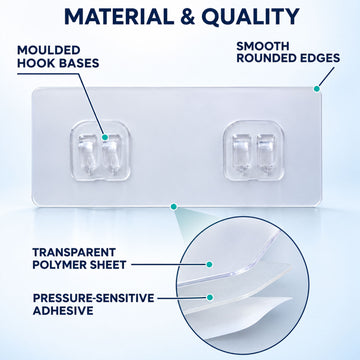 MATERIAL & QUALITY
MOULDED
HOOK BASES
SMOOTH
ROUNDED EDGES
TRANSPARENT
POLYMER SHEET
PRESSURE-SENSITIVE
ADHESIVE